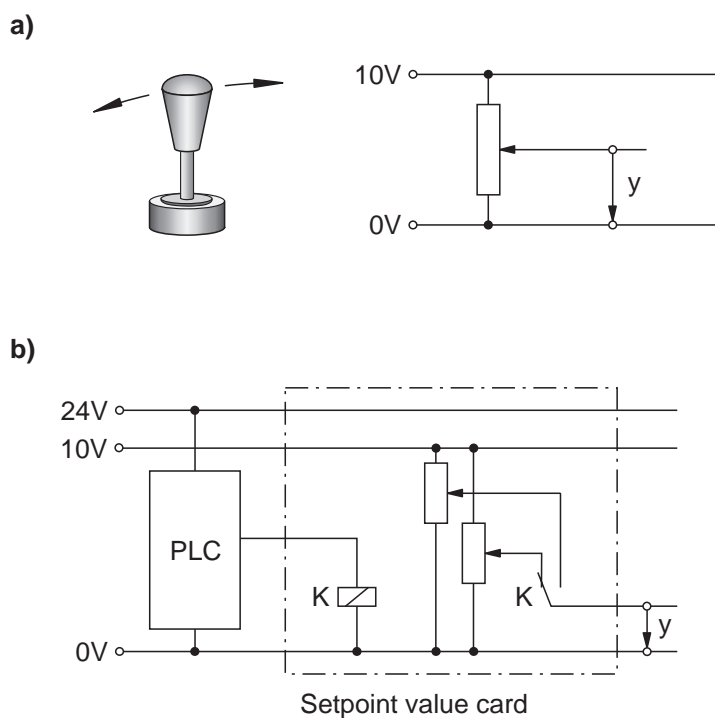 a)
10V
y
0V
b)
24V
10V
PLC
K
K
y
0V
Setpoint value card